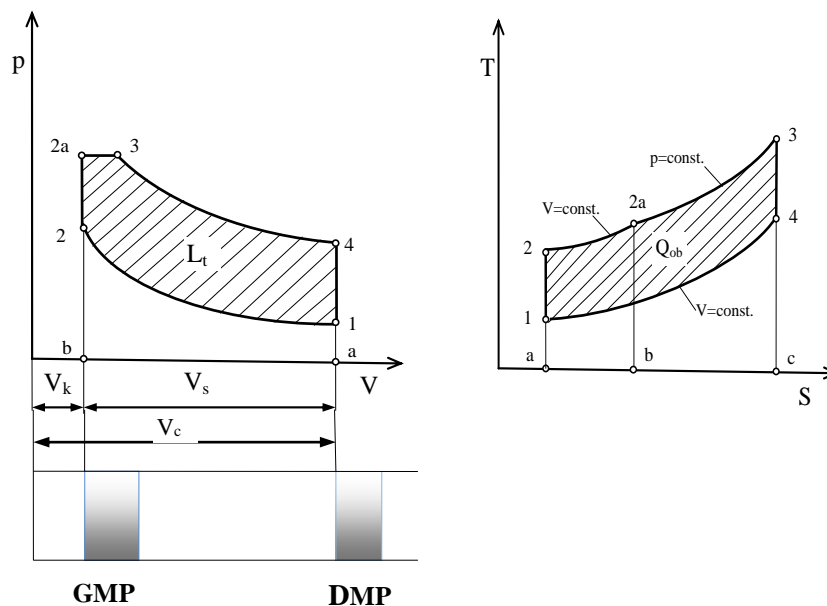 p
2a
3
2
L_t
4
1
b
a
V_k
V_s
V
V_c
GMP
DMP
T
3
p=const.
2a
V=const.
4
2
Q_ob
V=const.
1
a
b
c
S